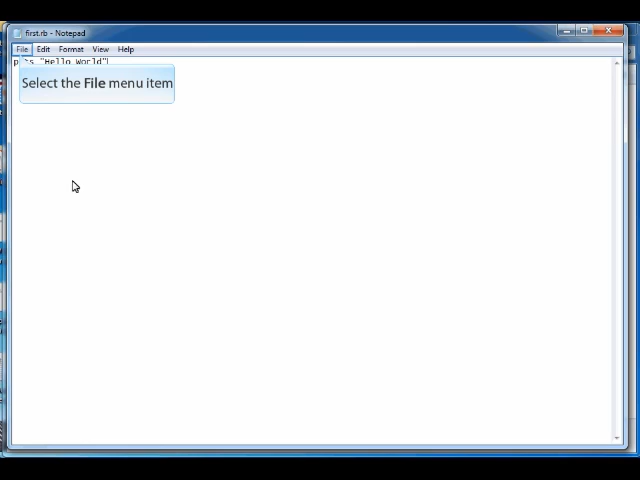 first.rb - Notepad
File Edit Format View Help
"Hello World"
Select the File menu item